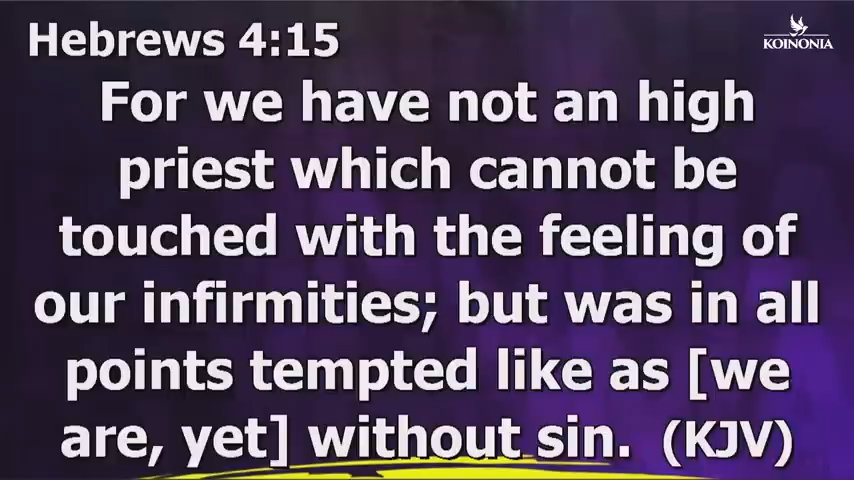 Hebrews 4:15
KOINONIA
For we have not an high
priest which cannot be
touched with the feeling of
our infirmities; but was in all
points tempted like as [we
are, yet] without sin. (KJV)